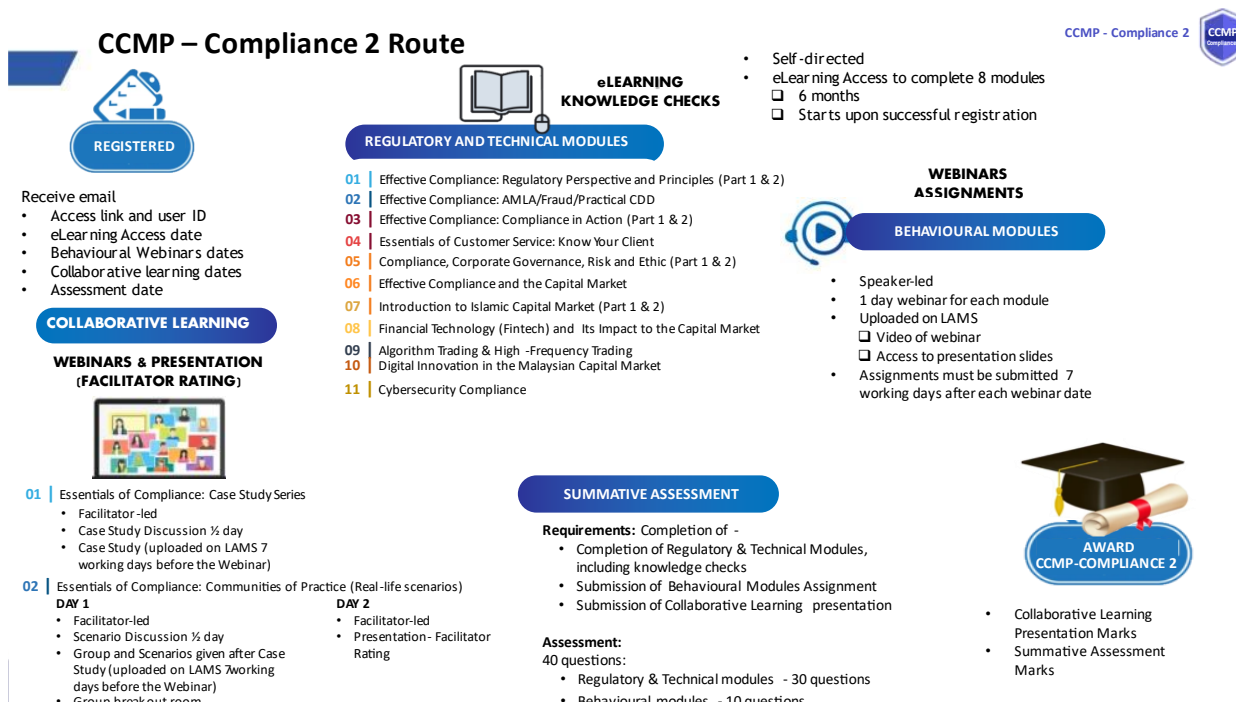 CCMP – Compliance 2 Route
CCMP - Compliance 2
CCMP
Compliance
REGISTERED
Receive email
• Access link and user ID
• eLearning Access date
• Behavioural Webinars dates
• Collaborative learning dates
• Assessment date
eLEARNING
KNOWLEDGE CHECKS
• Self-directed
• eLearning Access to complete 8 modules
❑ 6 months
❑ Starts upon successful registration
REGULATORY AND TECHNICAL MODULES
01 Effective Compliance: Regulatory Perspective and Principles (Part 1 & 2)
02 Effective Compliance: AMLA/Fraud/Practical CDD
03 Effective Compliance: Compliance in Action (Part 1 & 2)
04 Essentials of Customer Service: Know Your Client
05 Compliance, Corporate Governance, Risk and Ethic (Part 1 & 2)
06 Effective Compliance and the Capital Market
07 Introduction to Islamic Capital Market (Part 1 & 2)
08 Financial Technology (Fintech) and Its Impact to the Capital Market
09 Algorithm Trading & High -Frequency Trading
10 Digital Innovation in the Malaysian Capital Market
11 Cybersecurity Compliance
WEBINARS
ASSIGNMENTS
BEHAVIOURAL MODULES
• Speaker-led
• 1 day webinar for each module
• Uploaded on LAMS
❑ Video of webinar
❑ Access to presentation slides
• Assignments must be submitted 7
working days after each webinar date
COLLABORATIVE LEARNING
WEBINARS & PRESENTATION
(FACILITATOR RATING)
01 Essentials of Compliance: Case Study Series
• Facilitator-led
• Case Study Discussion ½ day
• Case Study (uploaded on LAMS 7
working days before the Webinar)
02 Essentials of Compliance: Communities of Practice (Real-life scenarios)
DAY 1
• Facilitator-led
• Scenario Discussion ½ day
• Group and Scenarios given after Case
Study (uploaded on LAMS 7working
days before the Webinar)
• Group breakout room
DAY 2
• Facilitator-led
• Presentation- Facilitator
Rating
SUMMATIVE ASSESSMENT
Requirements: Completion of -
• Completion of Regulatory & Technical Modules,
including knowledge checks
• Submission of Behavioural Modules Assignment
• Submission of Collaborative Learning presentation
Assessment:
40 questions:
• Regulatory & Technical modules - 30 questions
• Behavioural modules - 10 questions
AWARD
CCMP-COMPLIANCE 2
• Collaborative Learning
Presentation Marks
• Summative Assessment
Marks